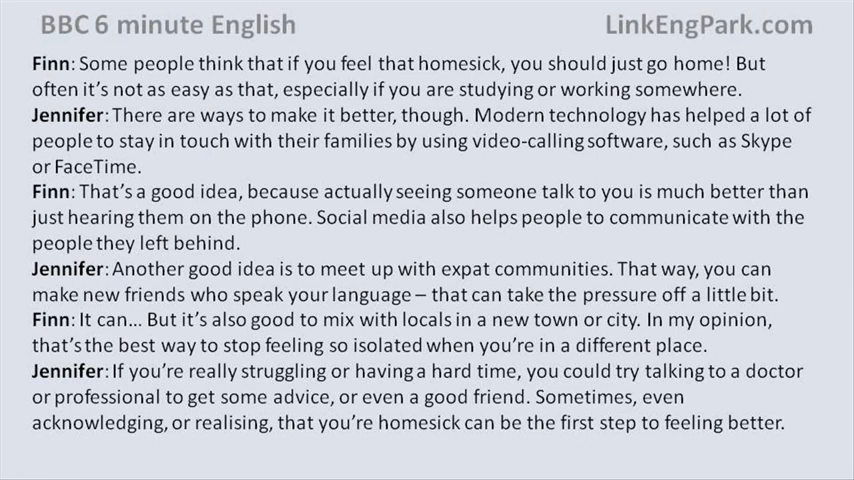 BBC 6 minute English
LinkEngPark.com
Finn: Some people think that if you feel that homesick, you should just go home! But
often it's not as easy as that, especially if you are studying or working somewhere.
Jennifer: There are ways to make it better, though. Modern technology has helped a lot of
people to stay in touch with their families by using video-calling software, such as Skype
or FaceTime.
Finn: That's a good idea, because actually seeing someone talk to you is much better than
just hearing them on the phone. Social media also helps people to communicate with the
people they left behind.
Jennifer: Another good idea is to meet up with expat communities. That way, you can
make new friends who speak your language – that can take the pressure off a little bit.
Finn: It can... But it's also good to mix with locals in a new town or city. In my opinion,
that's the best way to stop feeling so isolated when you're in a different place.
Jennifer: If you're really struggling or having a hard time, you could try talking to a doctor
or professional to get some advice, or even a good friend. Sometimes, even
acknowledging, or realising, that you're homesick can be the first step to feeling better.